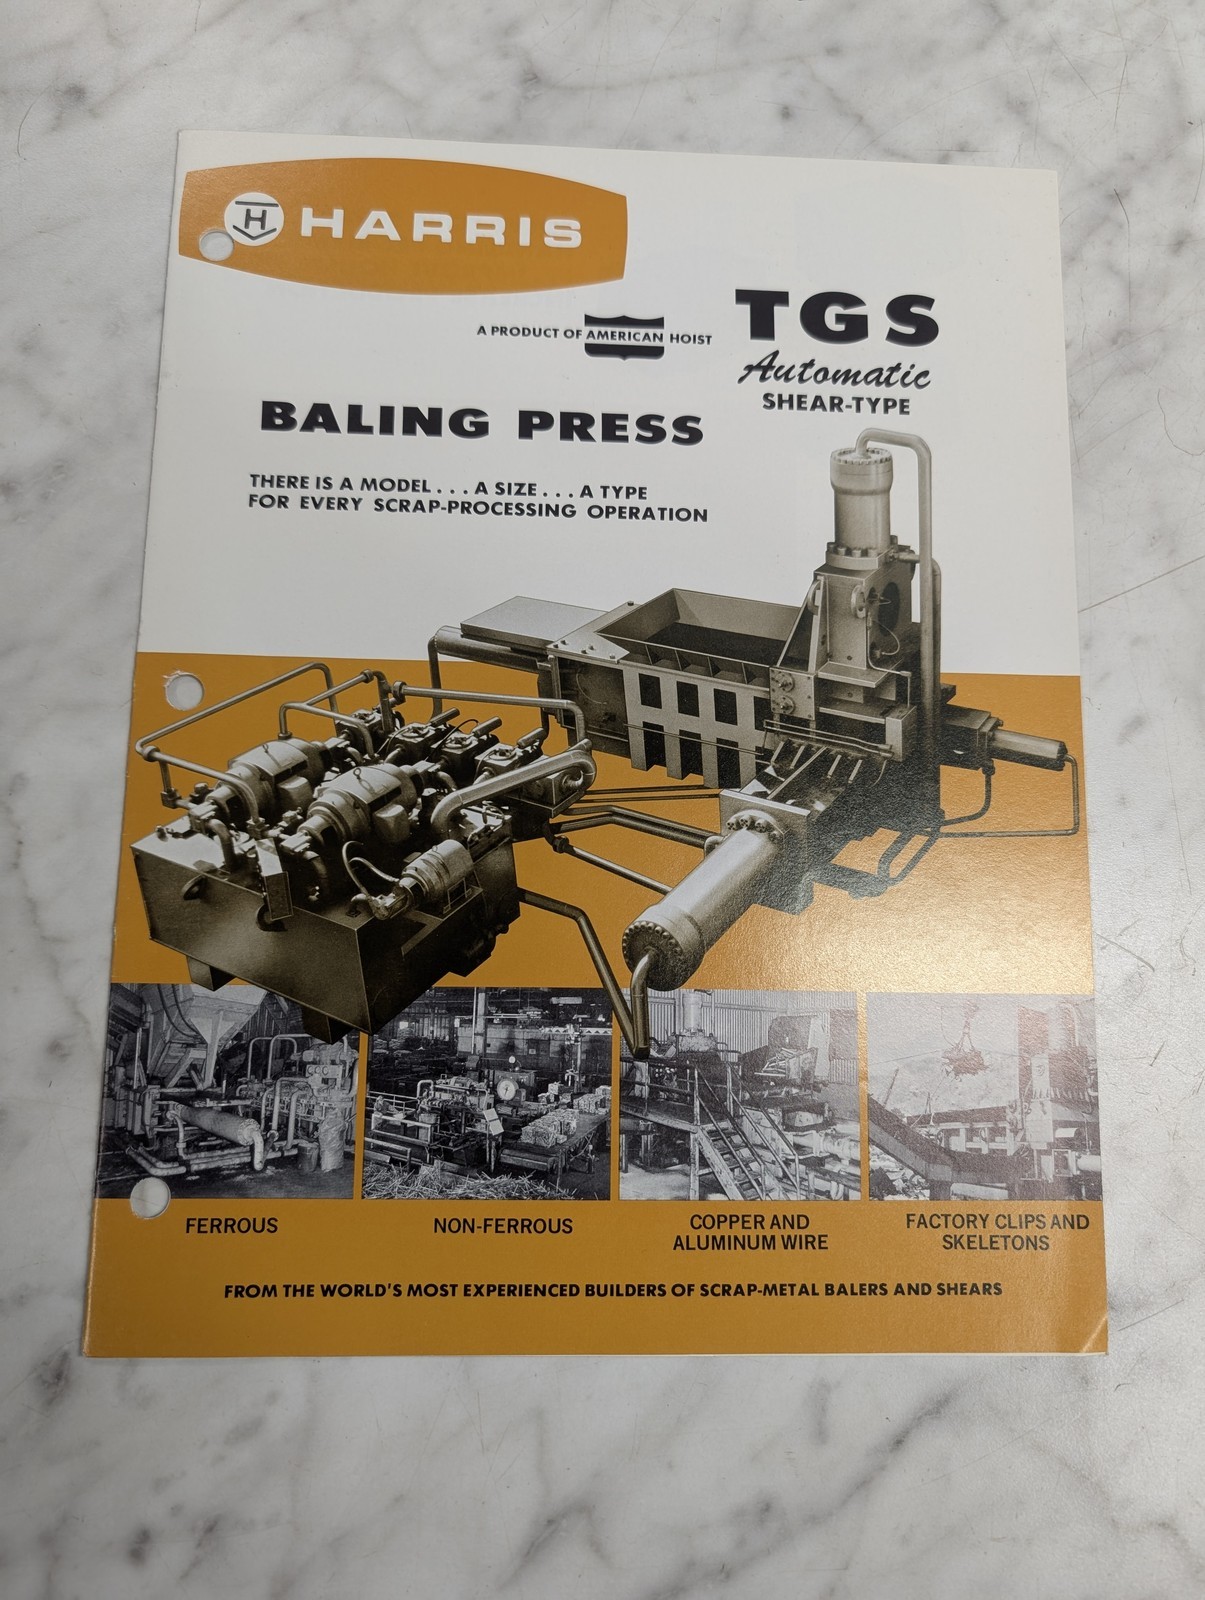 H HARRIS
A PRODUCT OF AMERICAN HOIST
TGS
Automatic
SHEAR-TYPE
BALING PRESS
THERE IS A MODEL . . . A SIZE . . . A TYPE
FOR EVERY SCRAP-PROCESSING OPERATION
FERROUS
NON-FERROUS
COPPER AND
ALUMINUM WIRE
FACTORY CLIPS AND
SKELETONS
FROM THE WORLD'S MOST EXPERIENCED BUILDERS OF SCRAP-METAL BALERS AND SHEARS